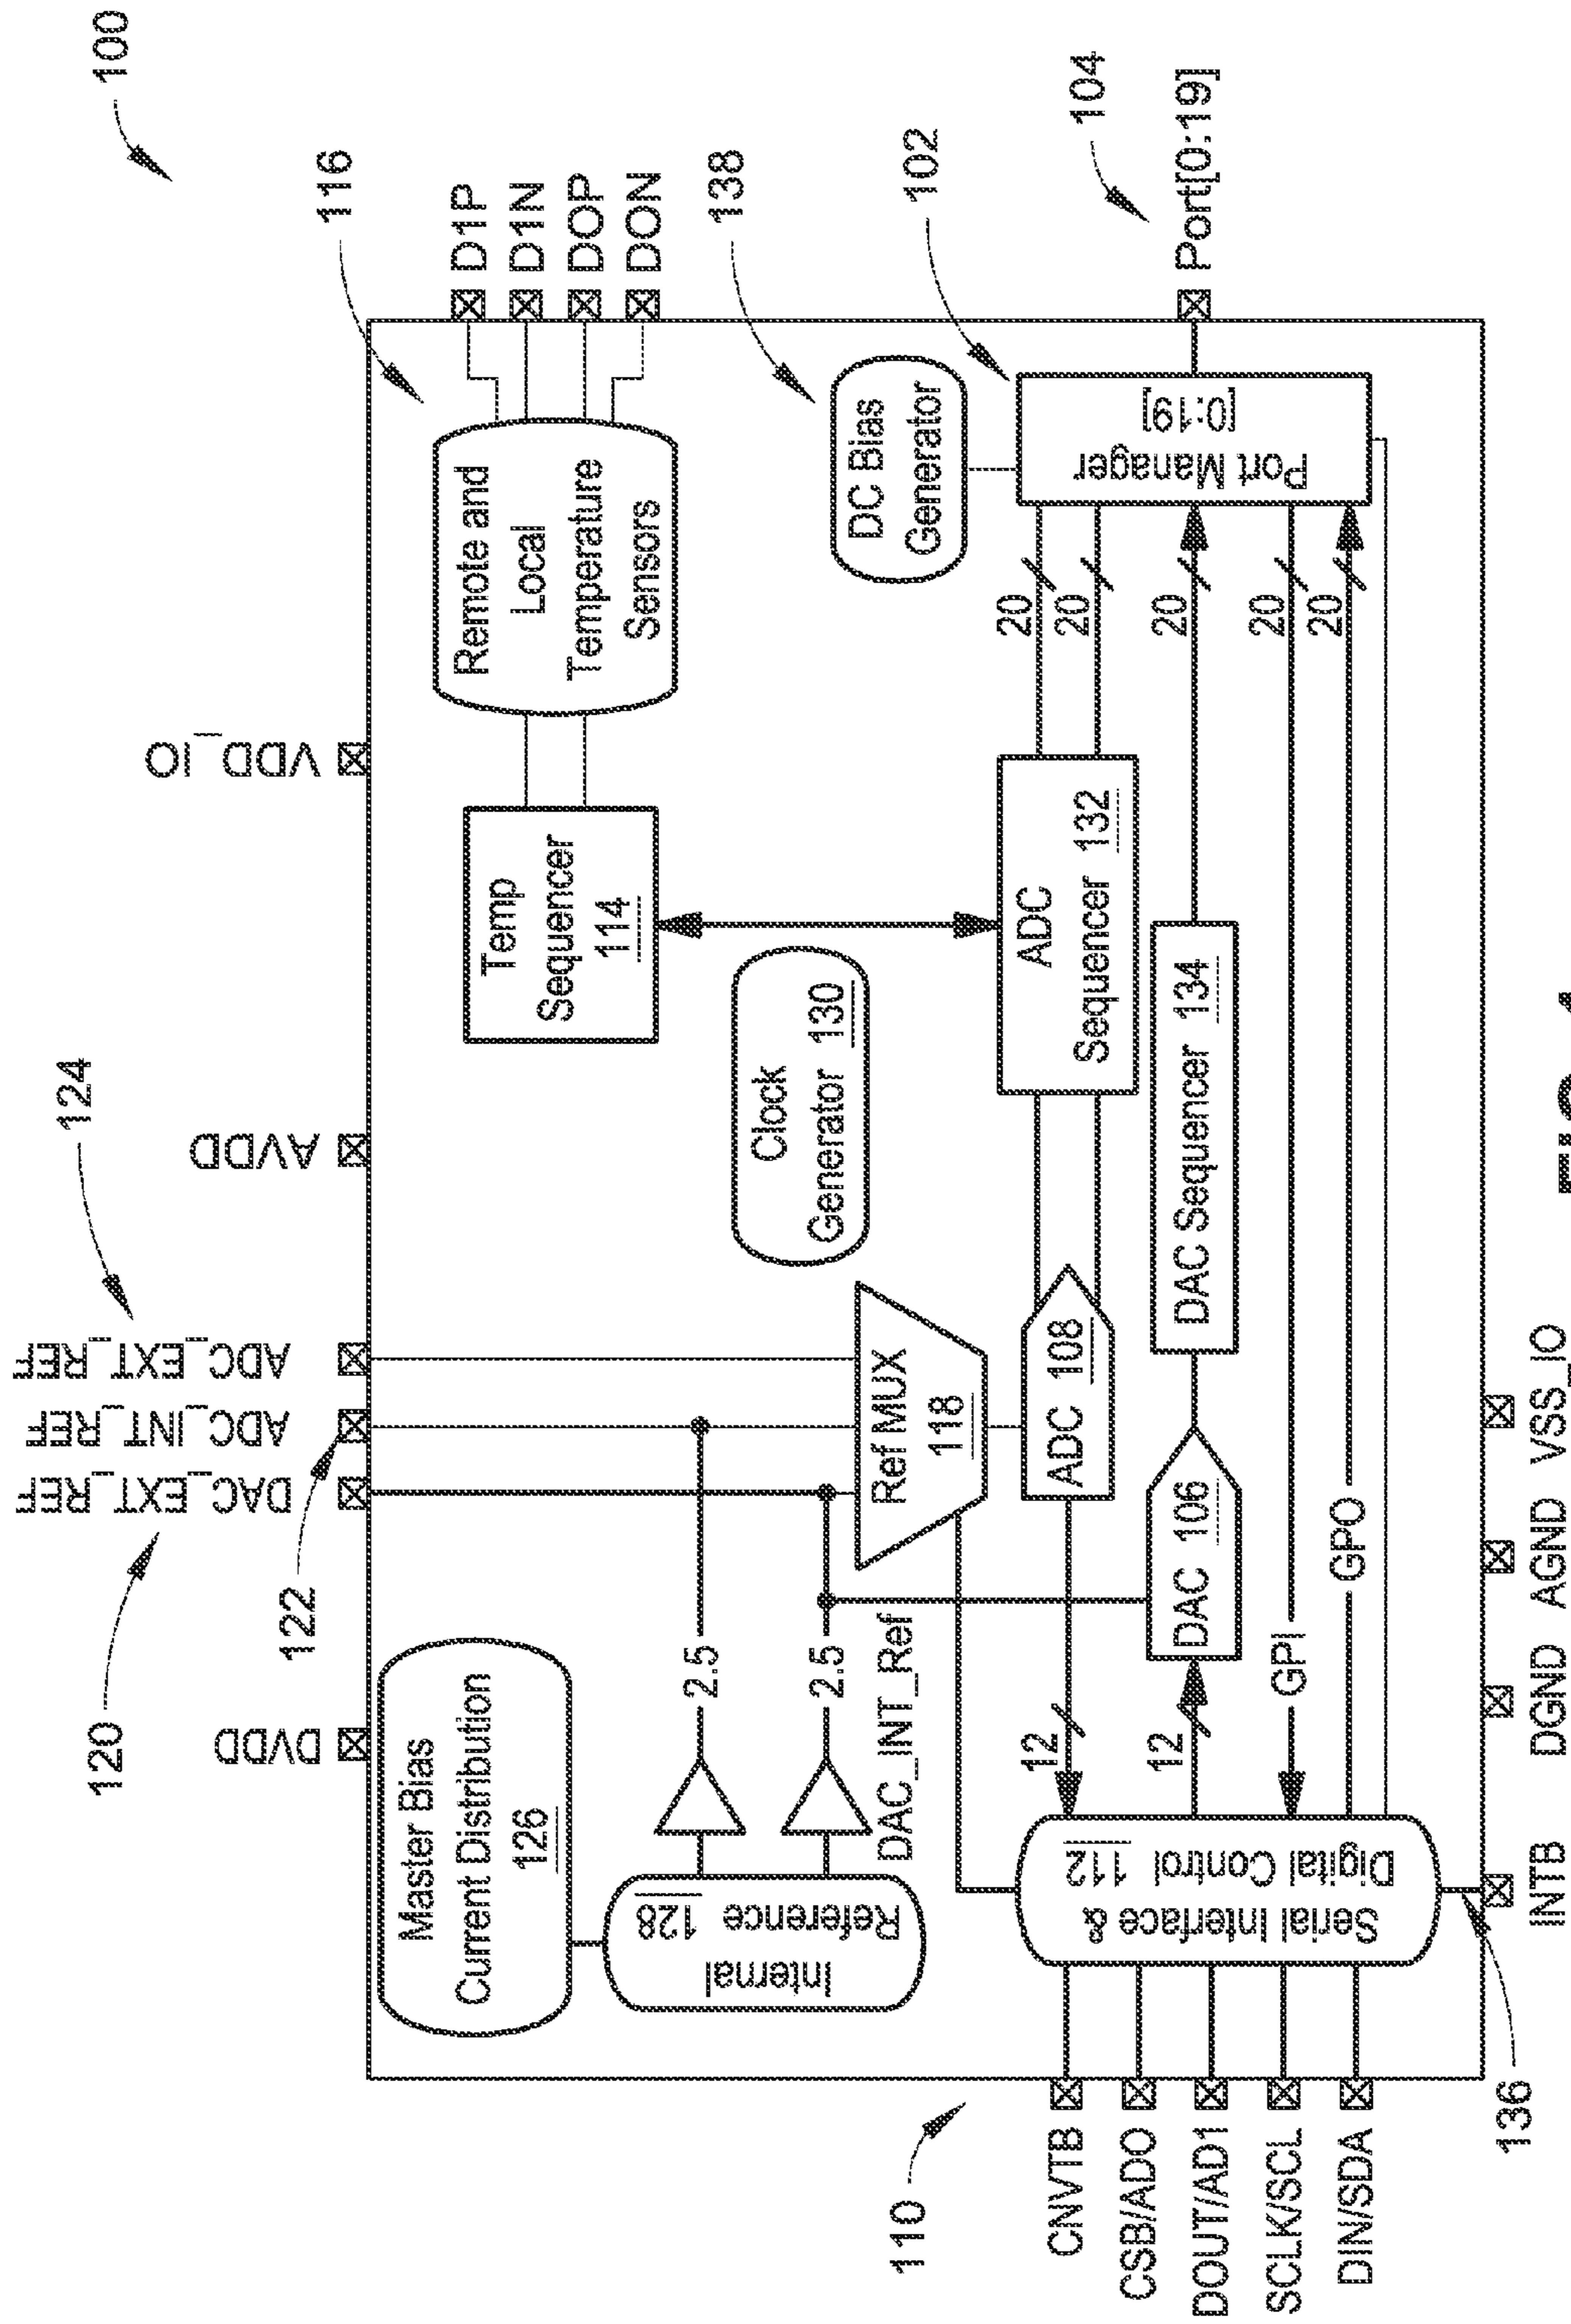 100
124
ADC_EXT_REF
ADC_INT_REF
DAC_EXT_REF
120
122
DVDD
AVDD
VDD_IO
116
D1P
D1N
DOP
DON
138
102
104
Port[0:19]
Master Bias
Current Distribution
126
Internal
Reference 128
2.5
2.5
DAC_INT_Ref
Ref MUX
118
Clock
Generator 130
Temp
Sequencer
114
Remote and
Local
Temperature
Sensors
DC Bias
Generator
Port Manager
[0:19]
ADC 108
ADC
Sequencer 132
DAC 106
DAC Sequencer 134
12
12
20
20
20
20
20
GPI
GPO
Serial Interface &
Digital Control 112
110
CNVTB
CSB/ADO
DOUT/AD1
SCLK/SCL
DIN/SDA
136
INTB
DGND
AGND
VSS_IO